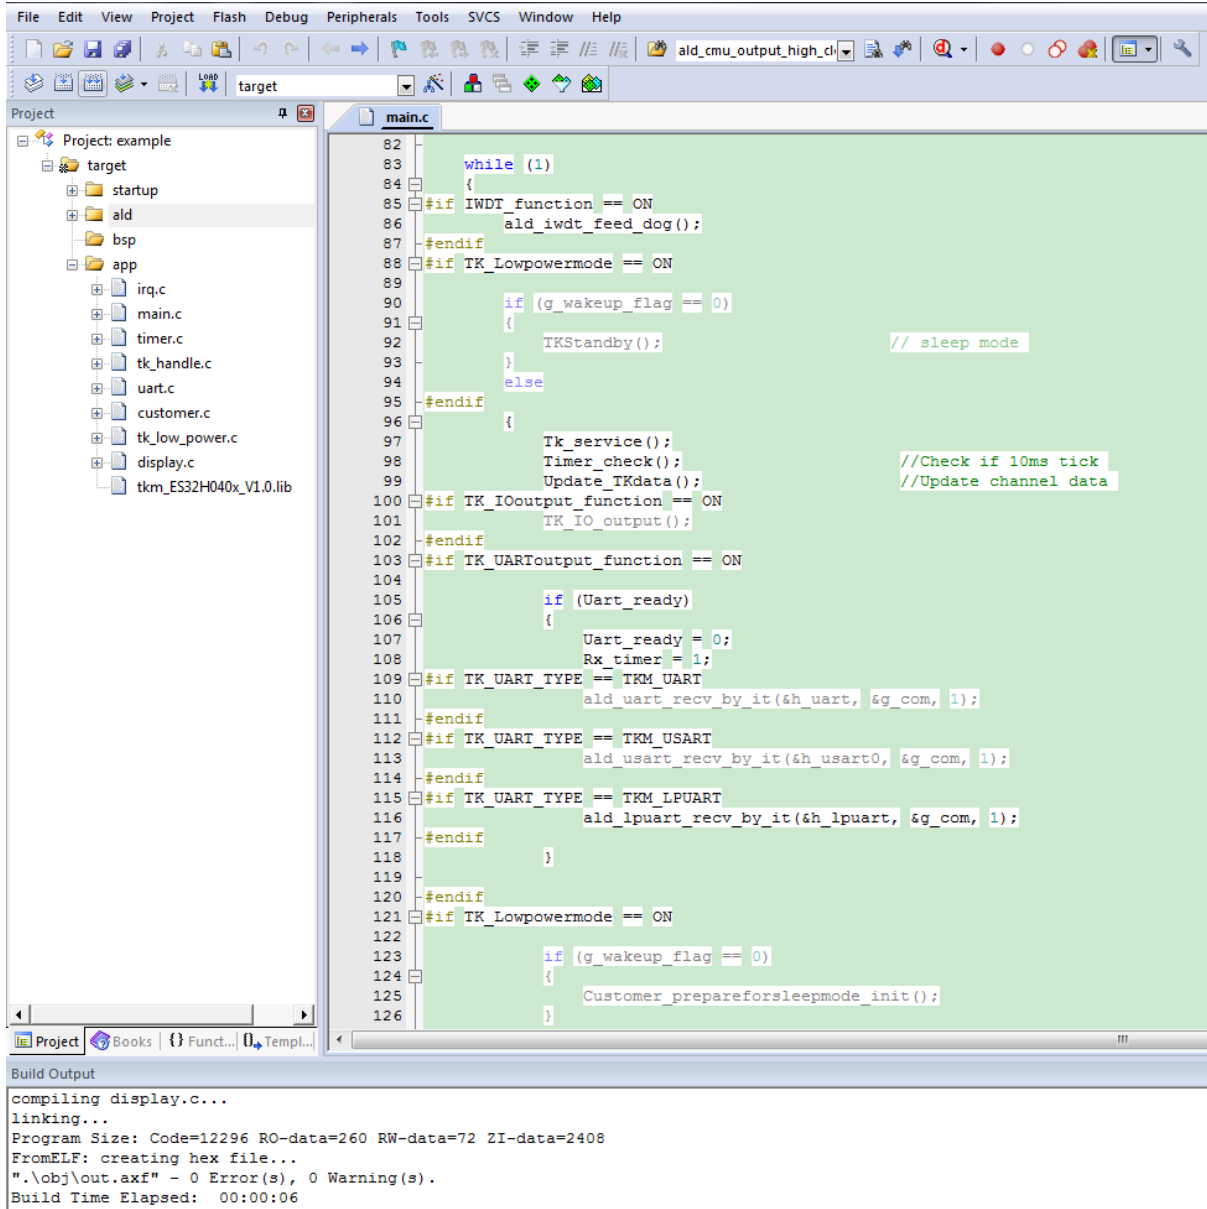 File Edit View Project Flash Debug Peripherals Tools SVCS Window Help
ald_cmu_output_high_cl
LOAD target
Project
main.c
Project: example
target
startup
ald
bsp
app
irq.c
main.c
timer.c
tk_handle.c
uart.c
customer.c
tk_low_power.c
display.c
tkm_ES32H040x_V1.0.lib
82
83 while (1)
84 {
85 #if IWDT_function == ON
86 ald_iwdt_feed_dog();
87 #endif
88 #if TK_Lowpowermode == ON
89
90 if (g_wakeup_flag == 0)
91 {
92 TKStandby(); // sleep mode
93 }
94 else
95 #endif
96 {
97 Tk_service();
98 Timer_check(); //Check if 10ms tick
99 Update_TKdata(); //Update channel data
100 #if TK_IOoutput_function == ON
101 TK_IO_output();
102 #endif
103 #if TK_UARToutput_function == ON
104
105 if (Uart_ready)
106 {
107 Uart_ready = 0;
108 Rx_timer = 1;
109 #if TK_UART_TYPE == TKM_UART
110 ald_uart_recv_by_it(&h_uart, &g_com, 1);
111 #endif
112 #if TK_UART_TYPE == TKM_USART
113 ald_usart_recv_by_it(&h_usart0, &g_com, 1);
114 #endif
115 #if TK_UART_TYPE == TKM_LPUART
116 ald_lpuart_recv_by_it(&h_lpuart, &g_com, 1);
117 #endif
118 }
119
120 #endif
121 #if TK_Lowpowermode == ON
122
123 if (g_wakeup_flag == 0)
124 {
125 Customer_prepareforsleepmode_init();
126 }
Project Books {} Funct... 0 Templ...
Build Output
compiling display.c...
linking...
Program Size: Code=12296 RO-data=260 RW-data=72 ZI-data=2408
FromELF: creating hex file...
".\obj\out.axf" - 0 Error(s), 0 Warning(s).
Build Time Elapsed: 00:00:06